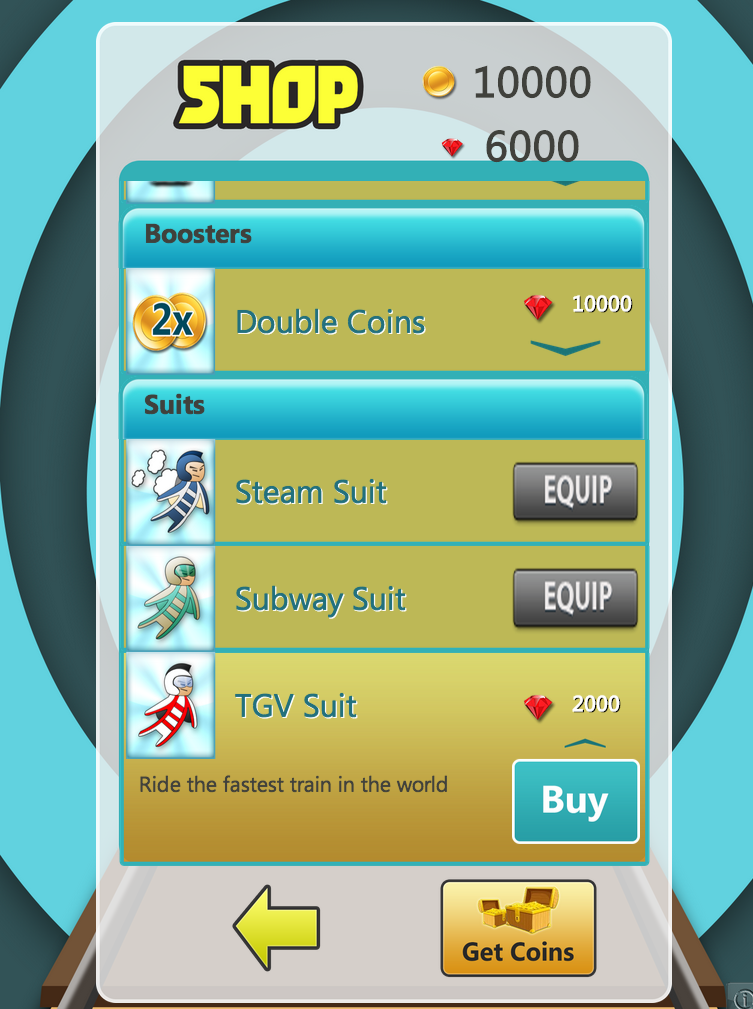 SHOP
10000
6000
Boosters
2x
Double Coins
10000
Suits
Steam Suit
EQUIP
Subway Suit
EQUIP
TGV Suit
2000
Ride the fastest train in the world
Buy
Get Coins